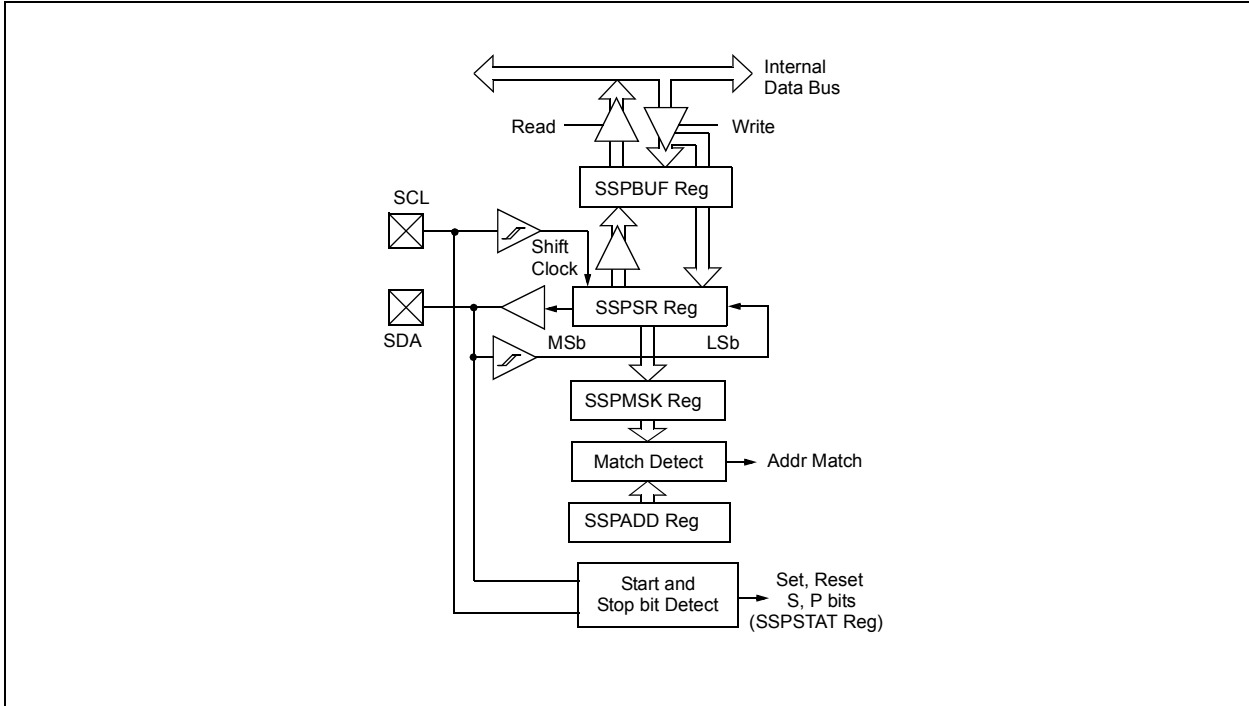 Internal
Data Bus
Read
Write
SSPBUF Reg
SCL
Shift
Clock
SSPSR Reg
SDA
MSb
LSb
SSPMSK Reg
Match Detect
Addr Match
SSPADD Reg
Start and
Stop bit Detect
Set, Reset
S, P bits
(SSPSTAT Reg)